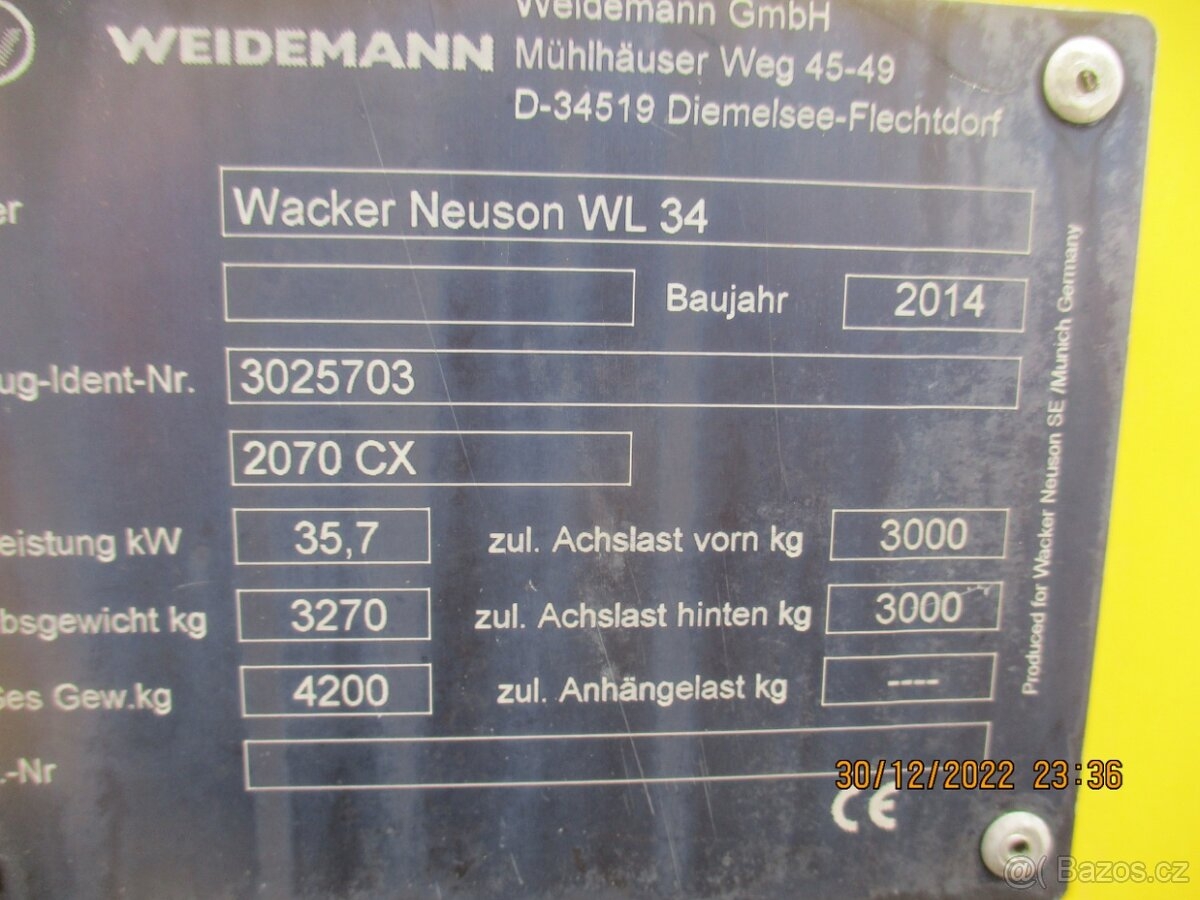 WEIDEMANN
Weidemann GmbH
Mühlhäuser Weg 45-49
D-34519 Diemelsee-Flechtdorf
er
Wacker Neuson WL 34
Baujahr 2014
ug-Ident-Nr. 3025703
2070 CX
eistung kW 35,7 zul. Achslast vorn kg 3000
bsgewicht kg 3270 zul. Achslast hinten kg 3000
Ges Gew.kg 4200 zul. Anhängelast kg ----
.-Nr
Produced for Wacker Neuson SE /Munich Germany
30/12/2022 23:36
CE
@( Bazos.cz